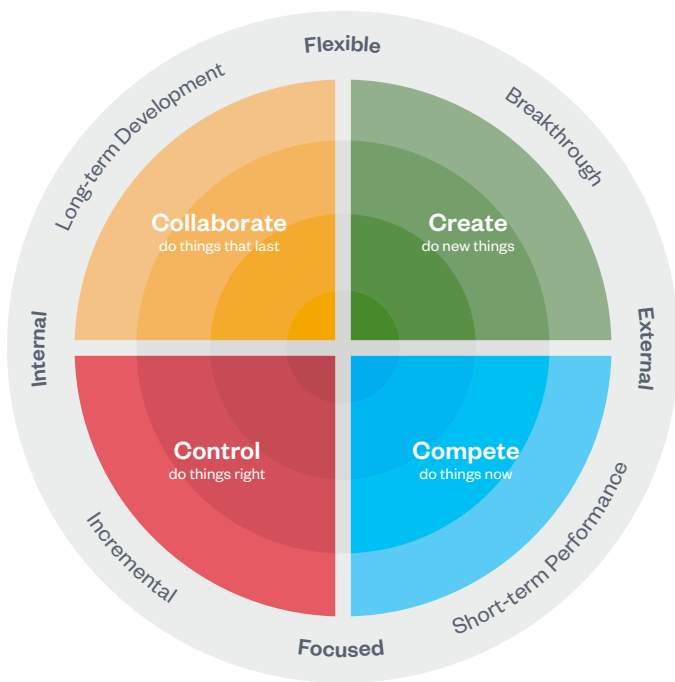 Flexible
Long-term Development
Breakthrough
Collaborate
do things that last
Create
do new things
Internal
External
Control
do things right
Compete
do things now
Incremental
Short-term Performance
Focused